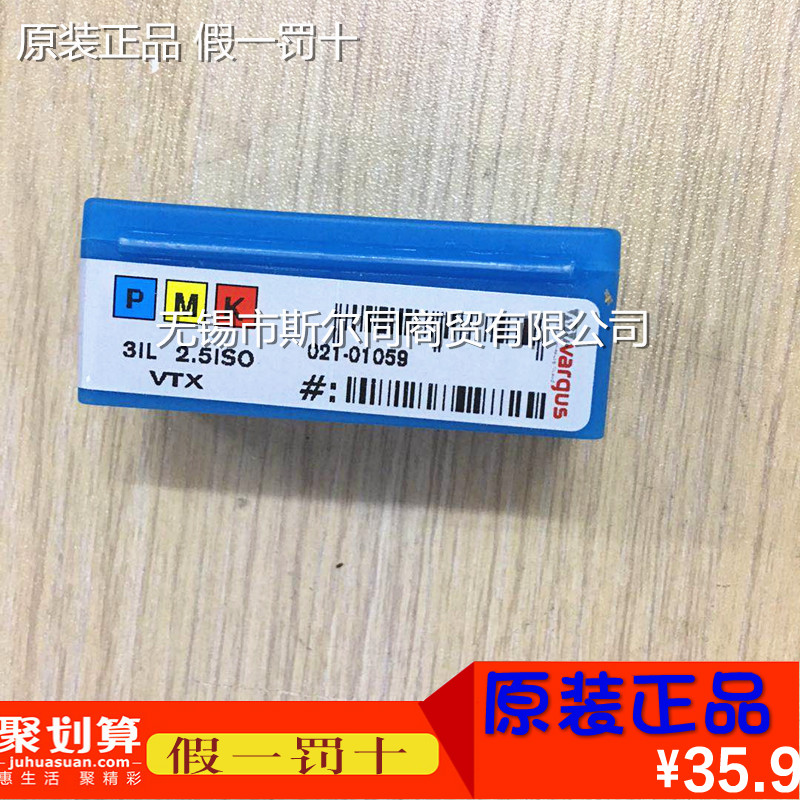 原装正品 假一罚十
P M K
无锡市斯尔同商贸有限公司
3IL 2.5ISO
021-01059
VTX
#:
vargus
聚划算
juhuasuan.com
惠生活 聚精彩
假一罚十
原装正品
¥35.9